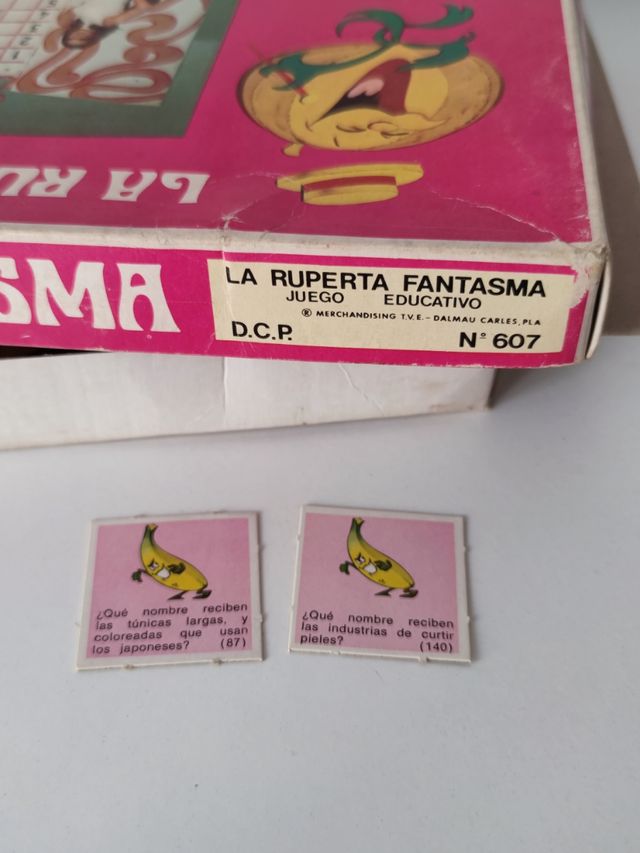 LA RU
ASMA
LA RUPERTA FANTASMA
JUEGO EDUCATIVO
® MERCHANDISING T.V.E. - DALMAU CARLES, PLA
D.C.P. Nº 607
¿Qué nombre reciben
las túnicas largas, y
coloreadas que usan
los japoneses? (87)
¿Qué nombre reciben
las industrias de curtir
pieles? (140)